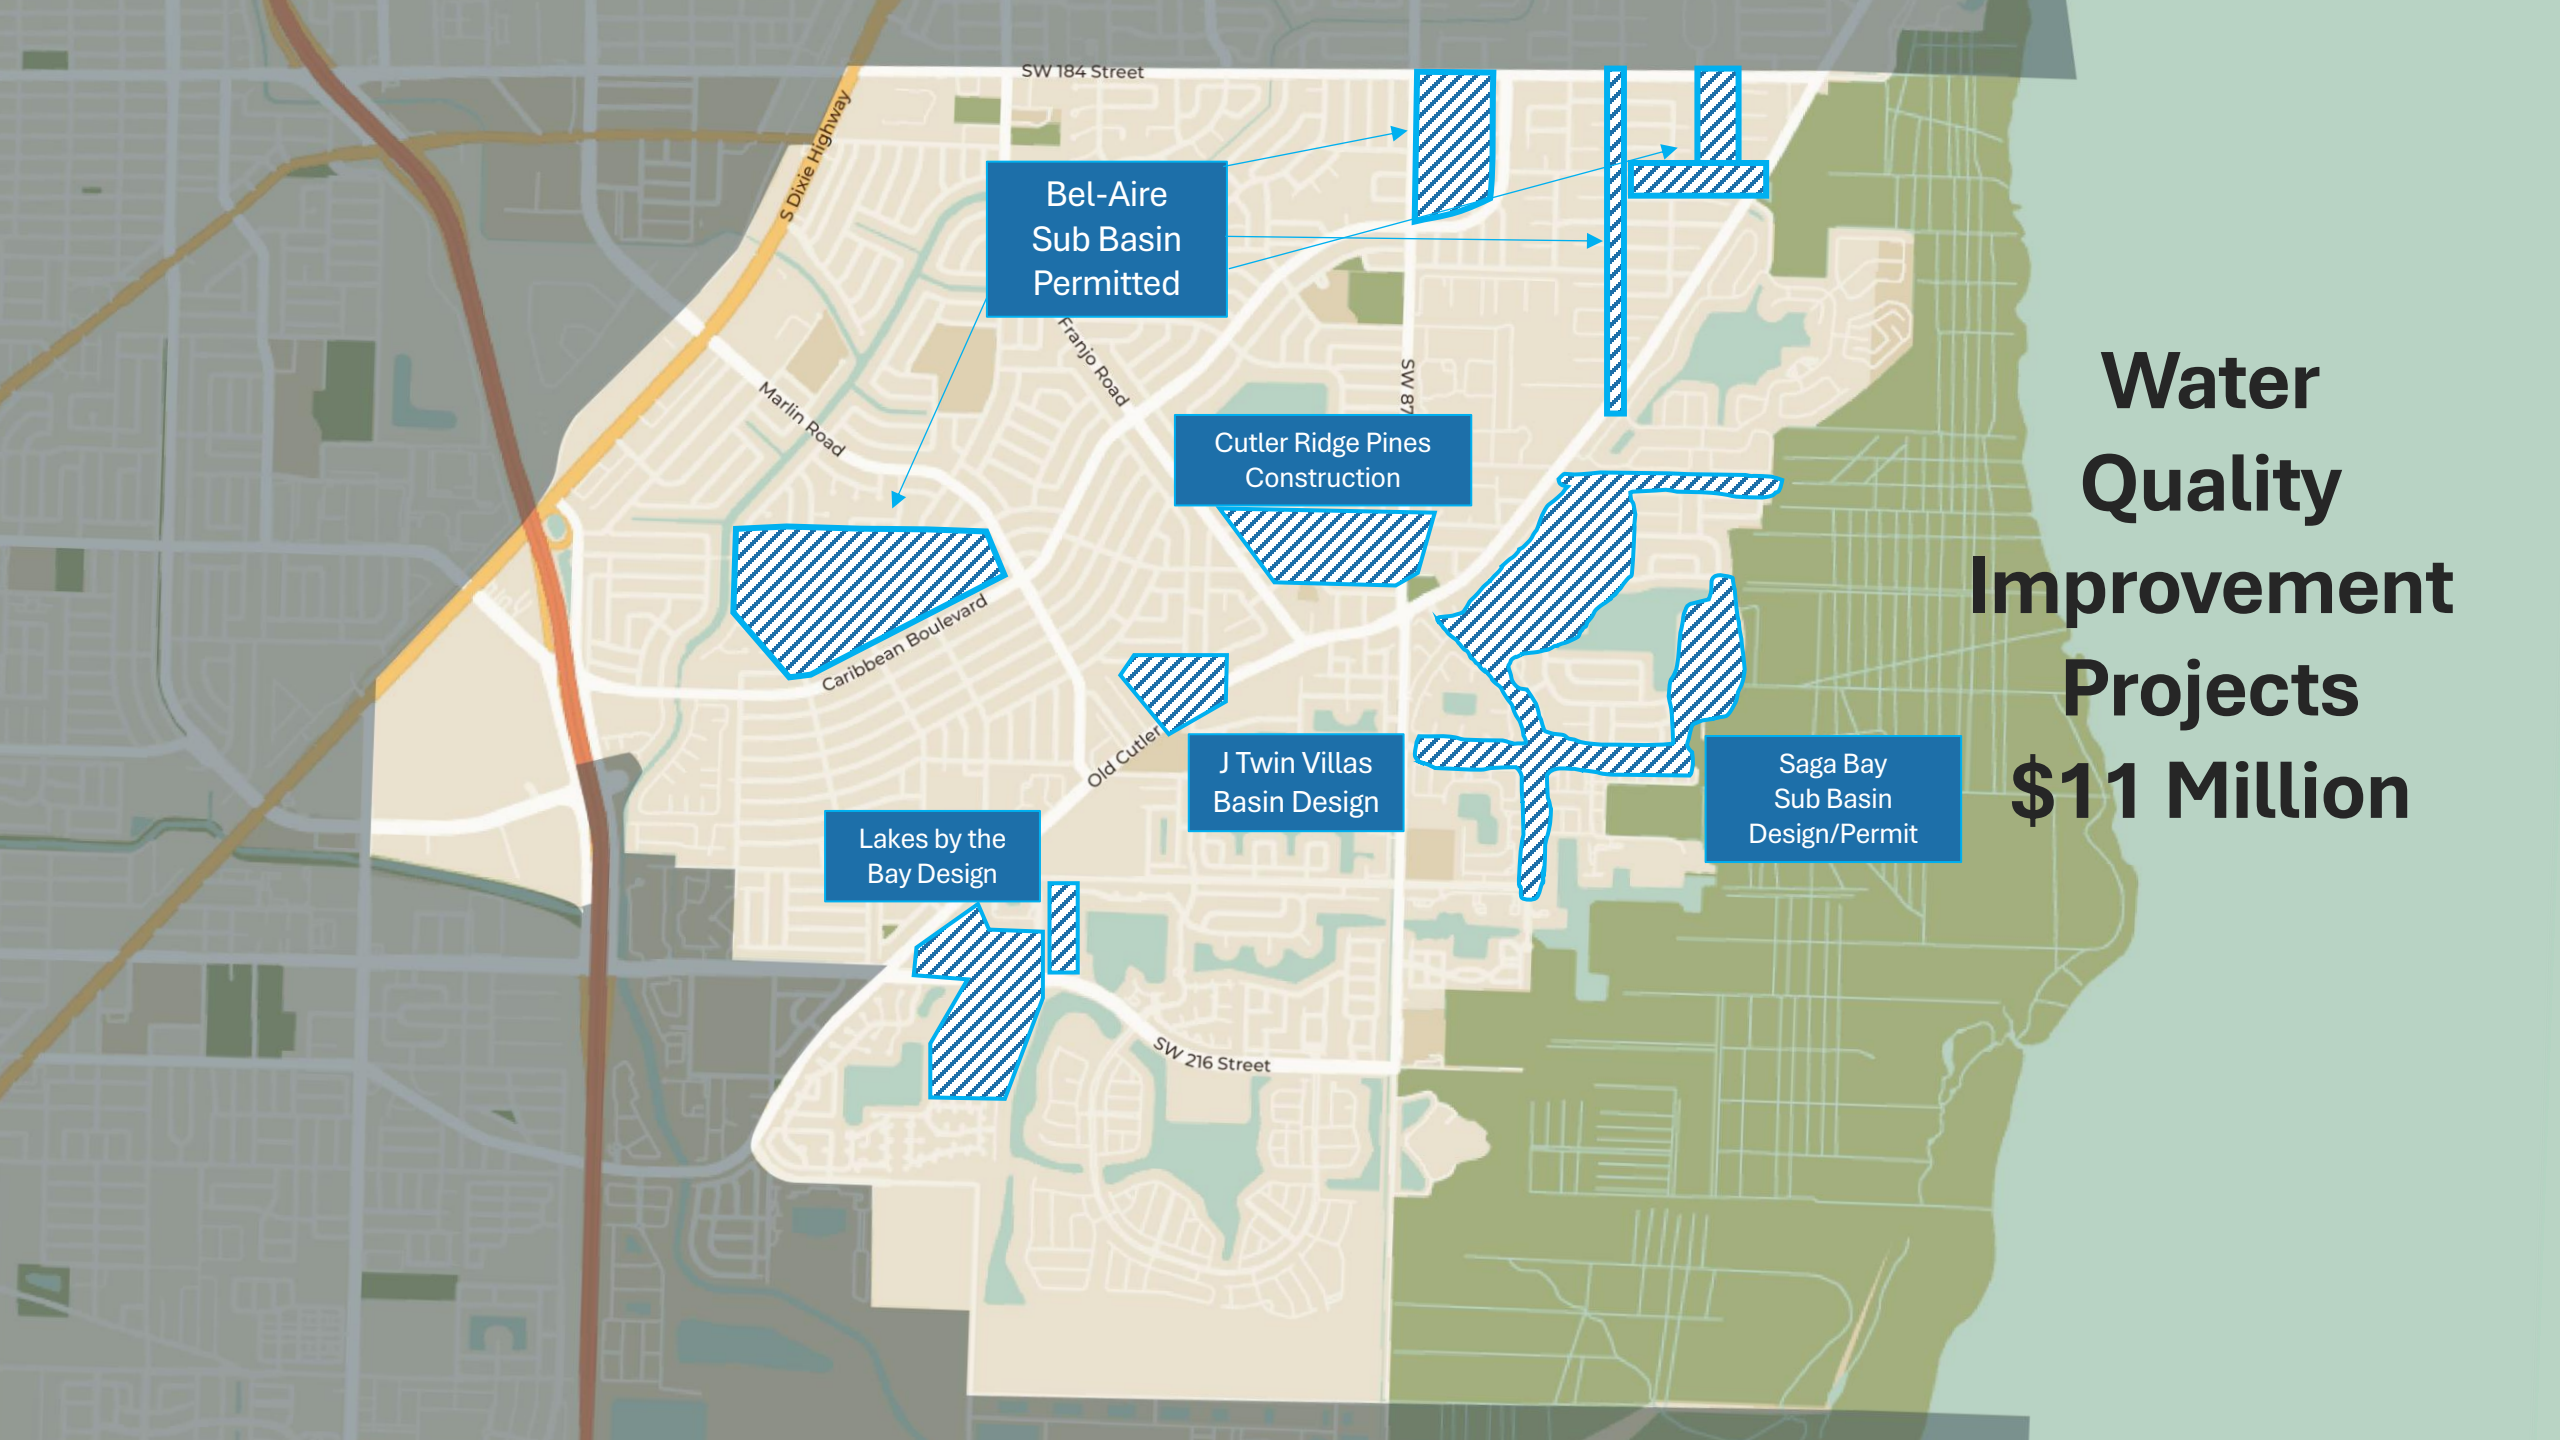 SW 184 Street
S Dixie Highway
Bel-Aire
Sub Basin
Permitted
Franjo Road
Marlin Road
SW 87
Cutler Ridge Pines
Construction
Caribbean Boulevard
Old Cutler
J Twin Villas
Basin Design
Saga Bay
Sub Basin
Design/Permit
Lakes by the
Bay Design
SW 216 Street
Water
Quality
Improvement
Projects
$11 Million